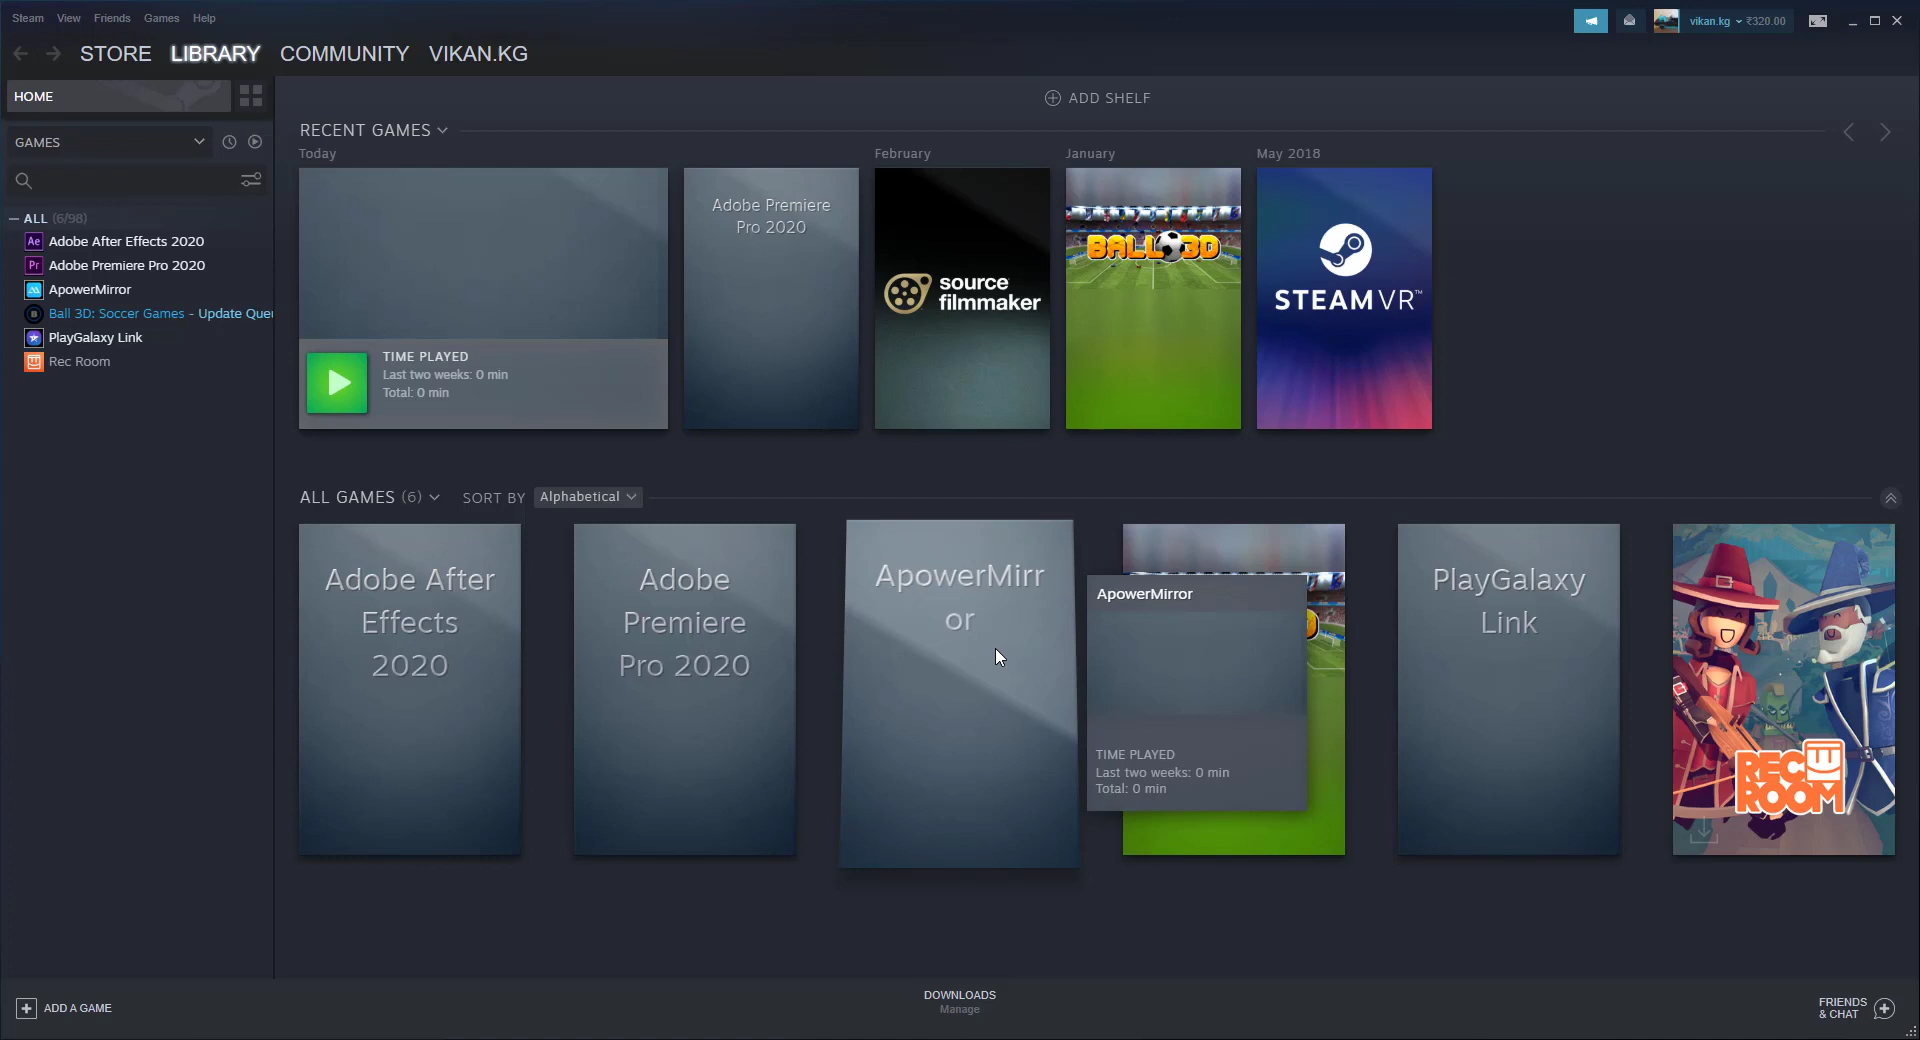 Steam View Friends Games Help
vikan.kg ₹320.00
STORE LIBRARY COMMUNITY VIKAN.KG
HOME
GAMES
ALL (6/98)
Ae Adobe After Effects 2020
Pr Adobe Premiere Pro 2020
ApowerMirror
B Ball 3D: Soccer Games - Update Queu
PlayGalaxy Link
Rec Room
ADD SHELF
RECENT GAMES
Today
February
January
May 2018
TIME PLAYED
Last two weeks: 0 min
Total: 0 min
Adobe Premiere
Pro 2020
source
filmmaker
BALL 3D
STEAMVR™
ALL GAMES (6) SORT BY Alphabetical
Adobe After
Effects
2020
Adobe
Premiere
Pro 2020
ApowerMirr
or
ApowerMirror
TIME PLAYED
Last two weeks: 0 min
Total: 0 min
PlayGalaxy
Link
REC
ROOM
ADD A GAME
DOWNLOADS
Manage
FRIENDS
& CHAT